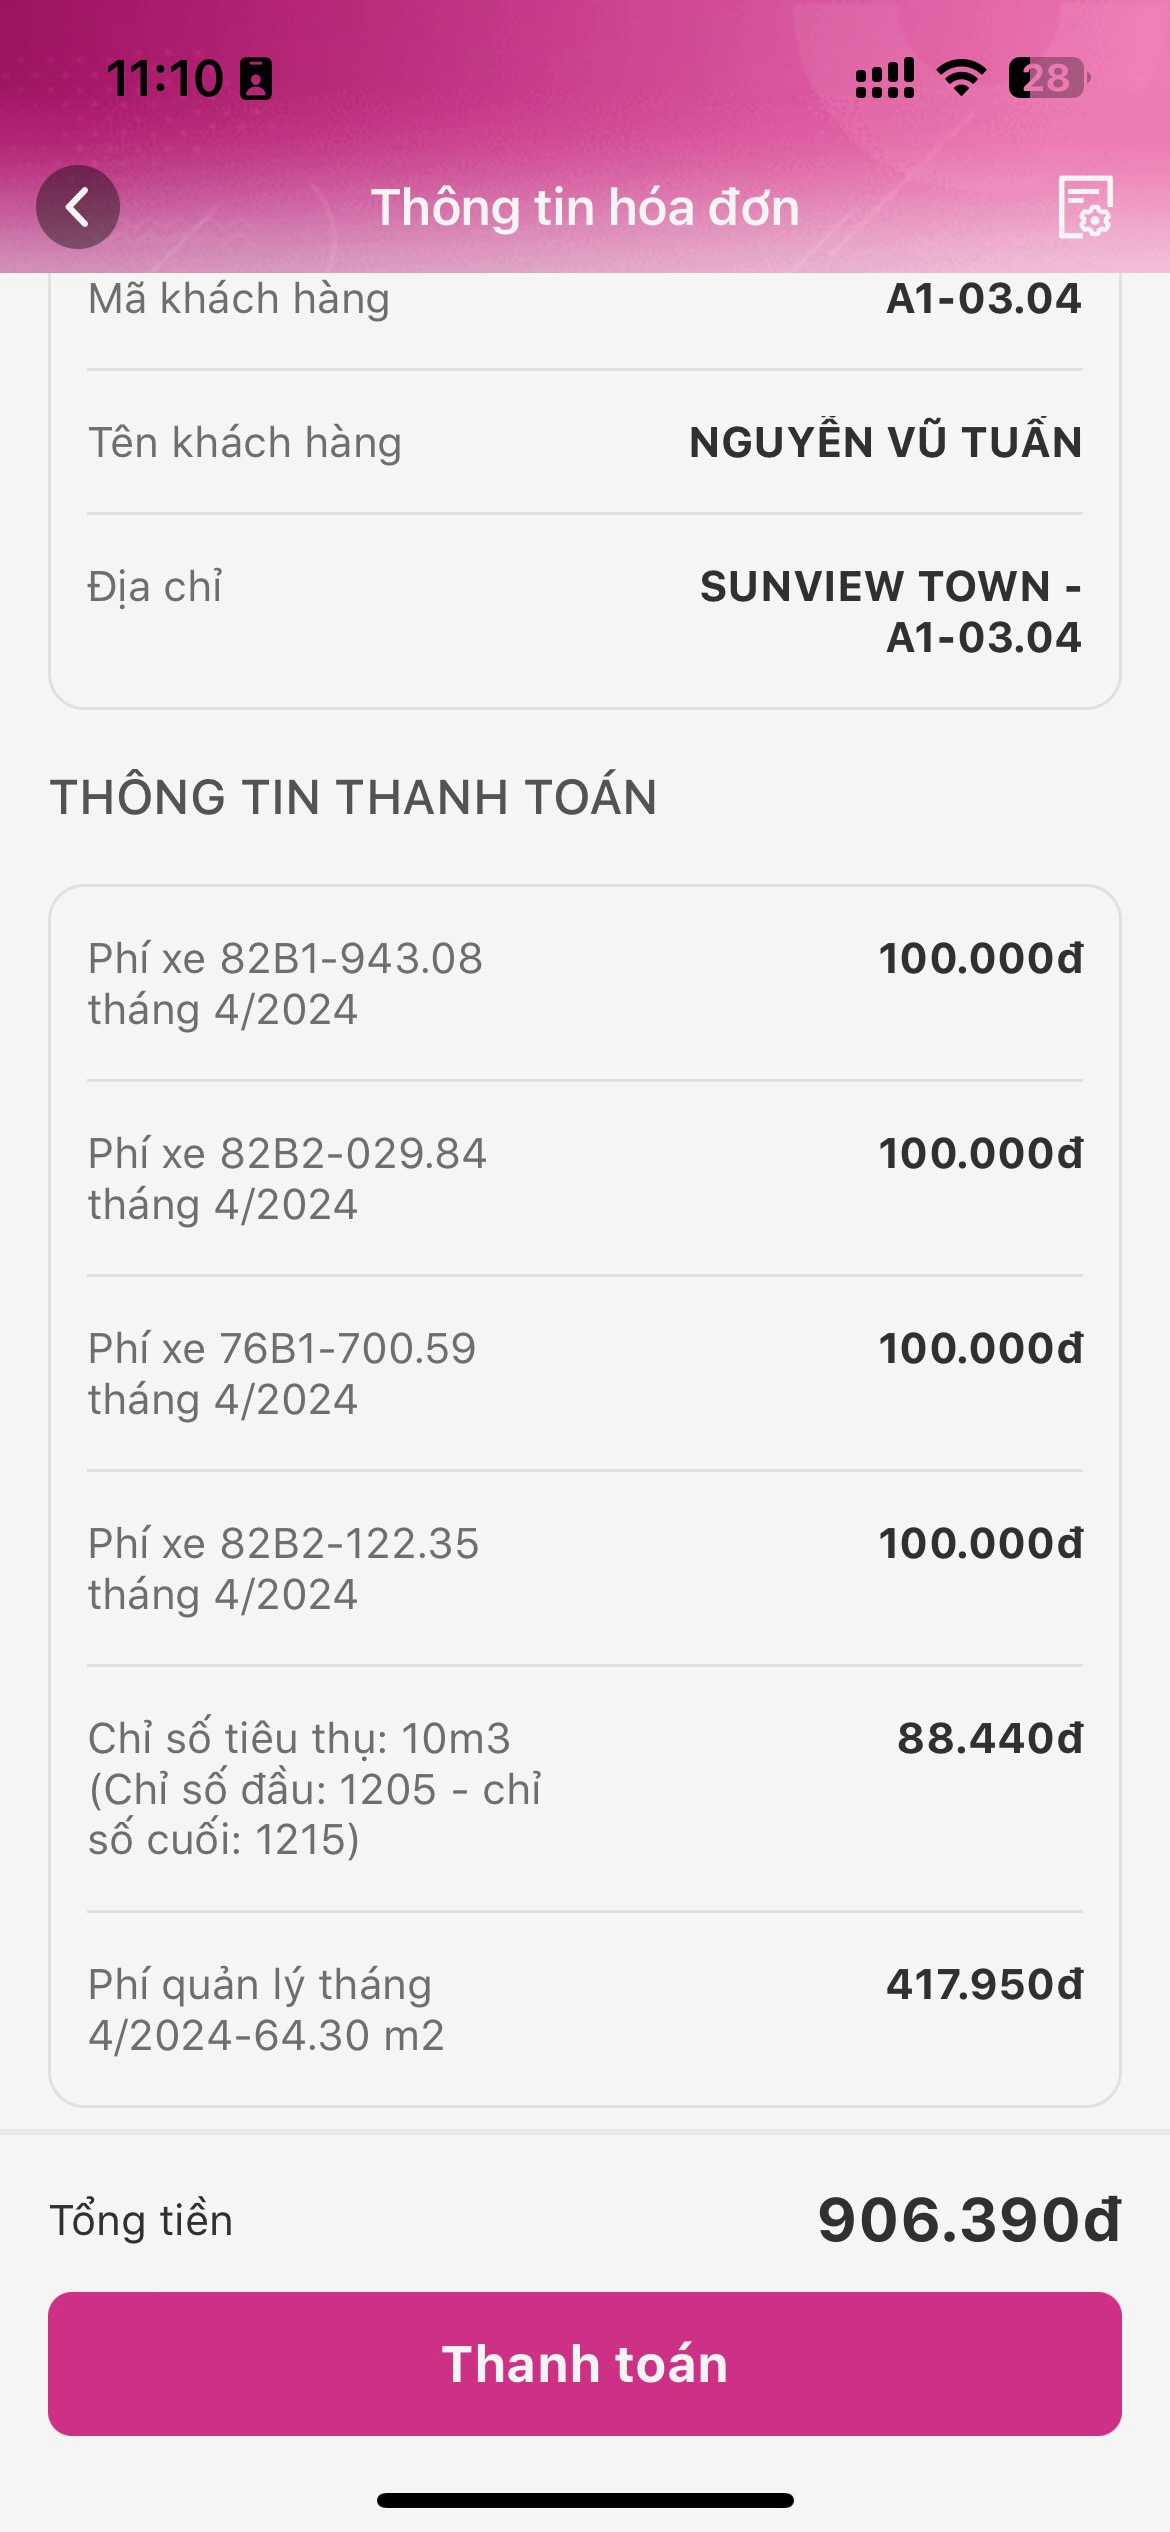 11:10
28
Thông tin hóa đơn
Mã khách hàng A1-03.04
Tên khách hàng NGUYỄN VŨ TUẤN
Địa chỉ SUNVIEW TOWN -
A1-03.04
THÔNG TIN THANH TOÁN
Phí xe 82B1-943.08 100.000đ
tháng 4/2024
Phí xe 82B2-029.84 100.000đ
tháng 4/2024
Phí xe 76B1-700.59 100.000đ
tháng 4/2024
Phí xe 82B2-122.35 100.000đ
tháng 4/2024
Chỉ số tiêu thụ: 10m3 88.440đ
(Chỉ số đầu: 1205 - chỉ
số cuối: 1215)
Phí quản lý tháng 417.950đ
4/2024-64.30 m2
Tổng tiền 906.390đ
Thanh toán